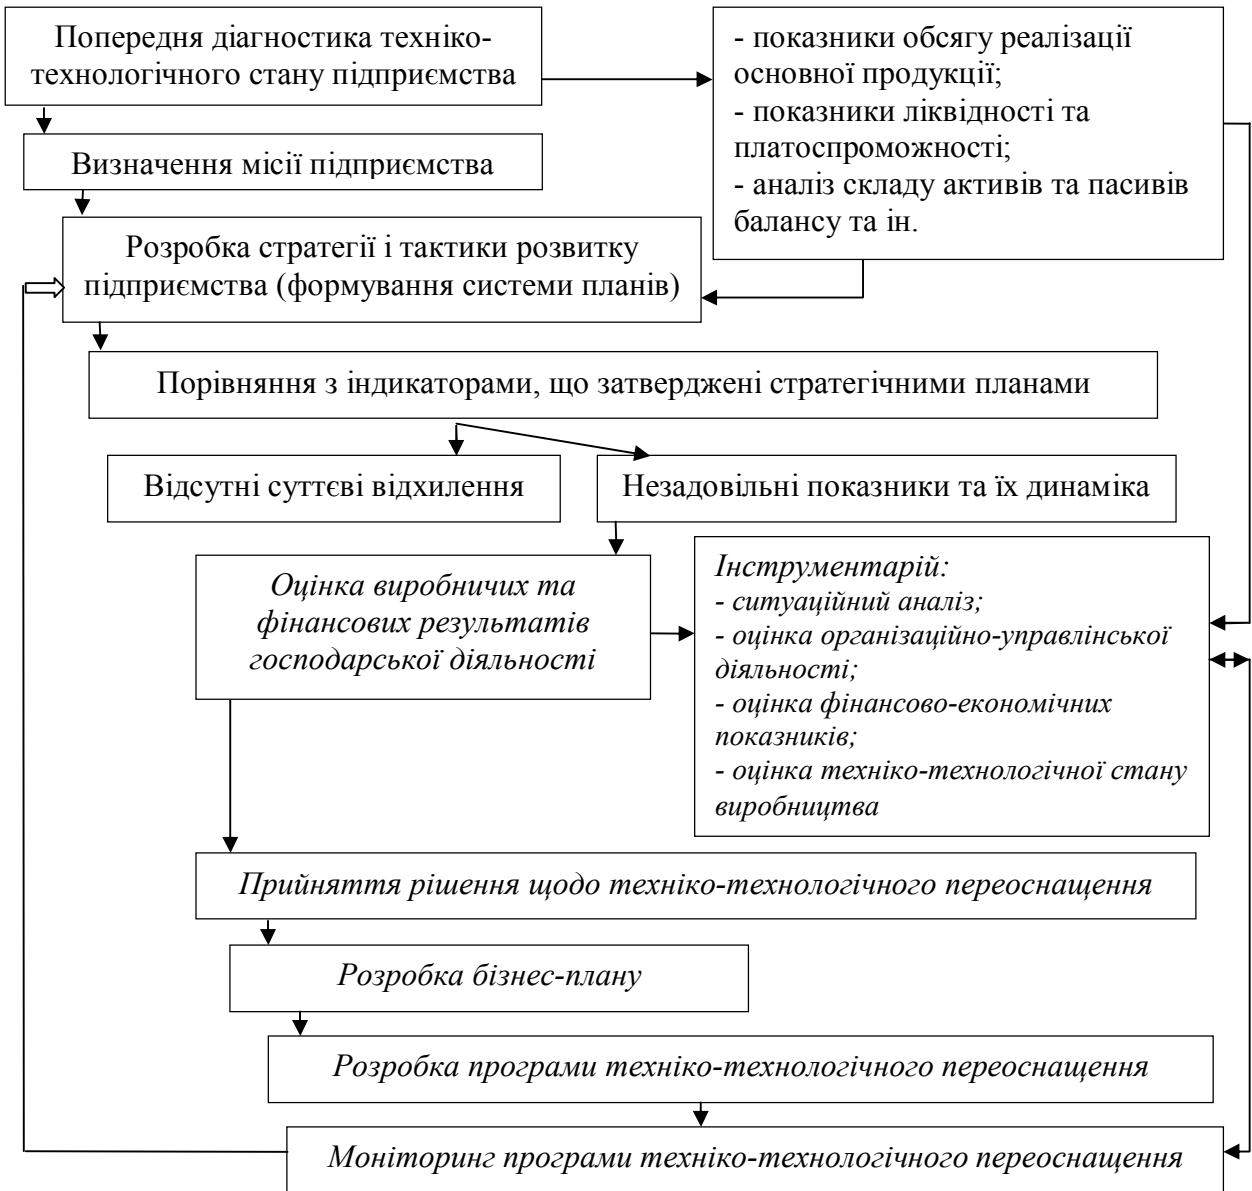 Попередня діагностика техніко-
технологічного стану підприємства
- показники обсягу реалізації
основної продукції;
- показники ліквідності та
платоспроможності;
- аналіз складу активів та пасивів
балансу та ін.
Визначення місії підприємства
Розробка стратегії і тактики розвитку
підприємства (формування системи планів)
Порівняння з індикаторами, що затверджені стратегічними планами
Відсутні суттєві відхилення
Незадовільні показники та їх динаміка
Оцінка виробничих та
фінансових результатів
господарської діяльності
Інструментарій:
- ситуаційний аналіз;
- оцінка організаційно-управлінської
діяльності;
- оцінка фінансово-економічних
показників;
- оцінка техніко-технологічної стану
виробництва
Прийняття рішення щодо техніко-технологічного переоснащення
Розробка бізнес-плану
Розробка програми техніко-технологічного переоснащення
Моніторинг програми техніко-технологічного переоснащення